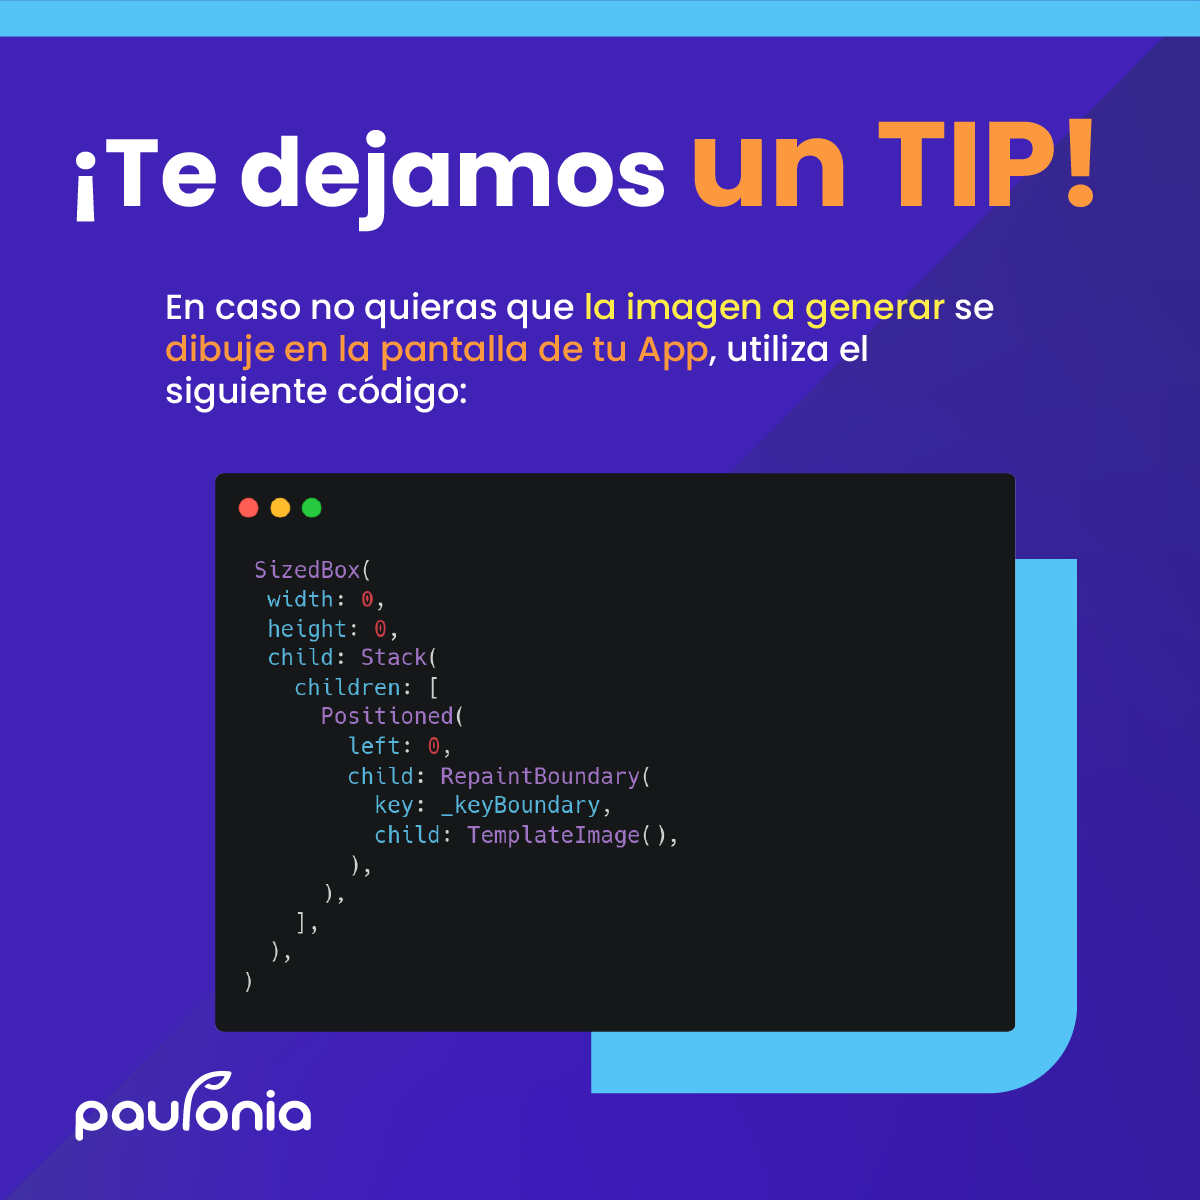 ¡Te dejamos un TIP!
En caso no quieras que la imagen a generar se
dibuje en la pantalla de tu App, utiliza el
siguiente código:
SizedBox(
width: 0,
height: 0,
child: Stack(
children: [
Positioned(
left: 0,
child: RepaintBoundary(
key: _keyBoundary,
child: TemplateImage(),
),
),
],
),
)
paulonia